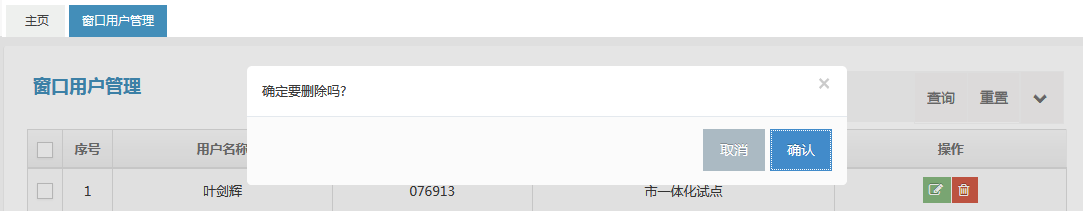 主页 窗口用户管理
窗口用户管理
确定要删除吗? ×
查询 重置
取消 确认
序号 用户名称 操作
1 叶剑辉 076913 市一体化试点